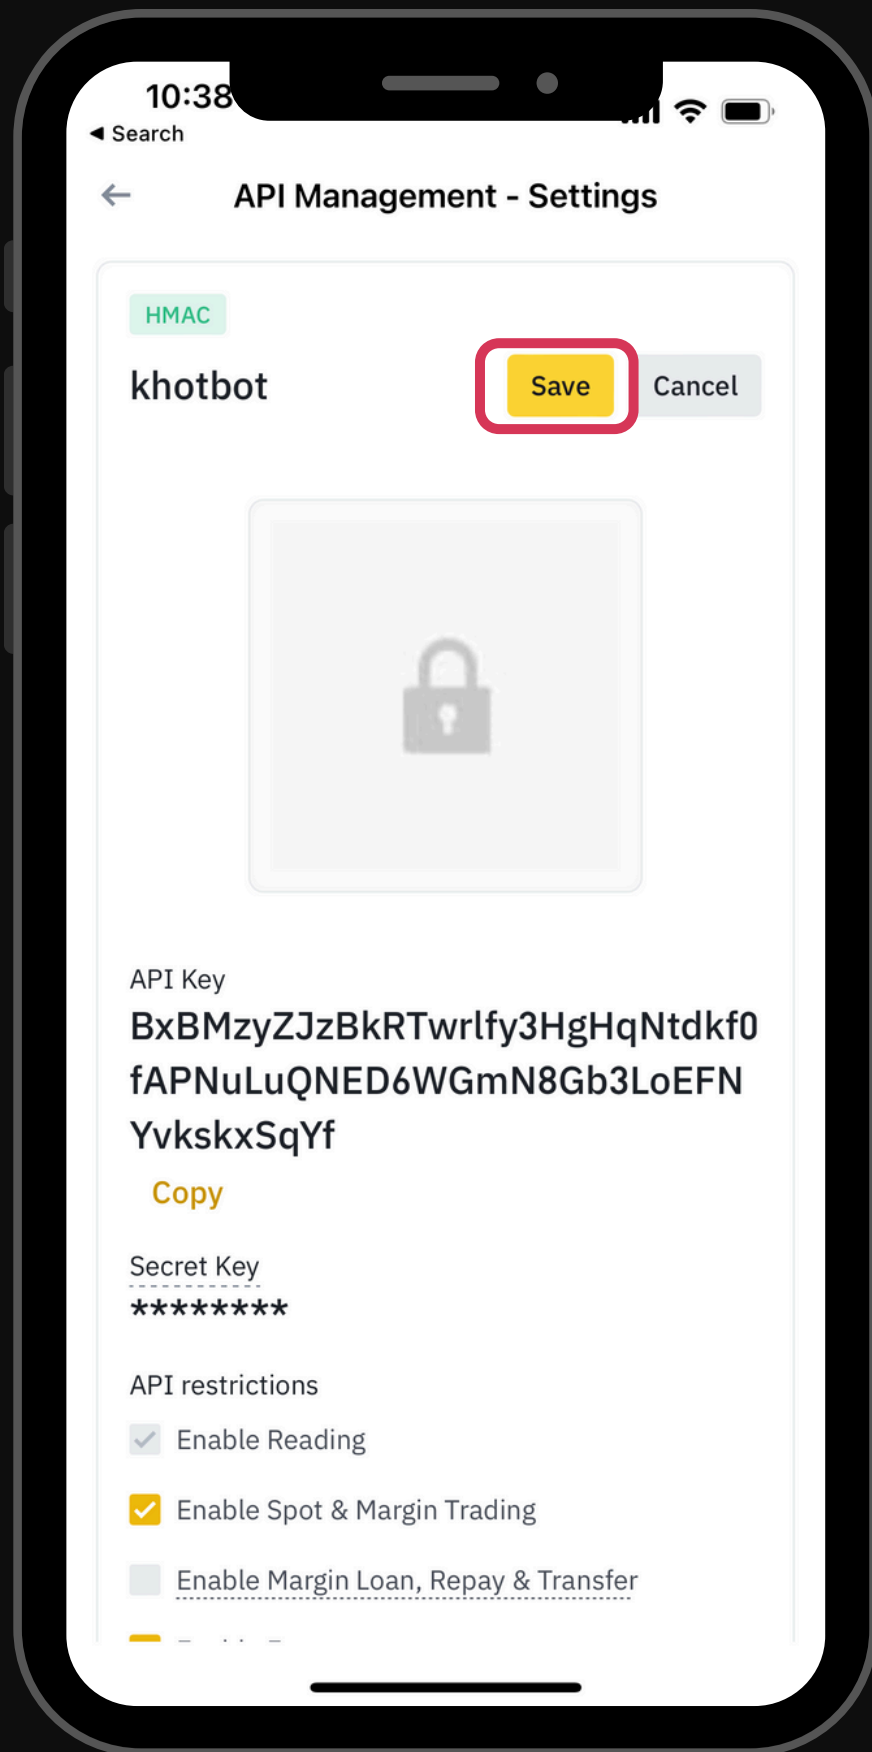 10:38
◀ Search
API Management - Settings
HMAC
khotbot
Save
Cancel
API Key
BxBMzyZJzBkRTwrlfy3HgHqNtdkf0
fAPNuLuQNED6WGmN8Gb3LoEFN
YvkskxSqYf
Copy
Secret Key
********
API restrictions
Enable Reading
Enable Spot & Margin Trading
Enable Margin Loan, Repay & Transfer